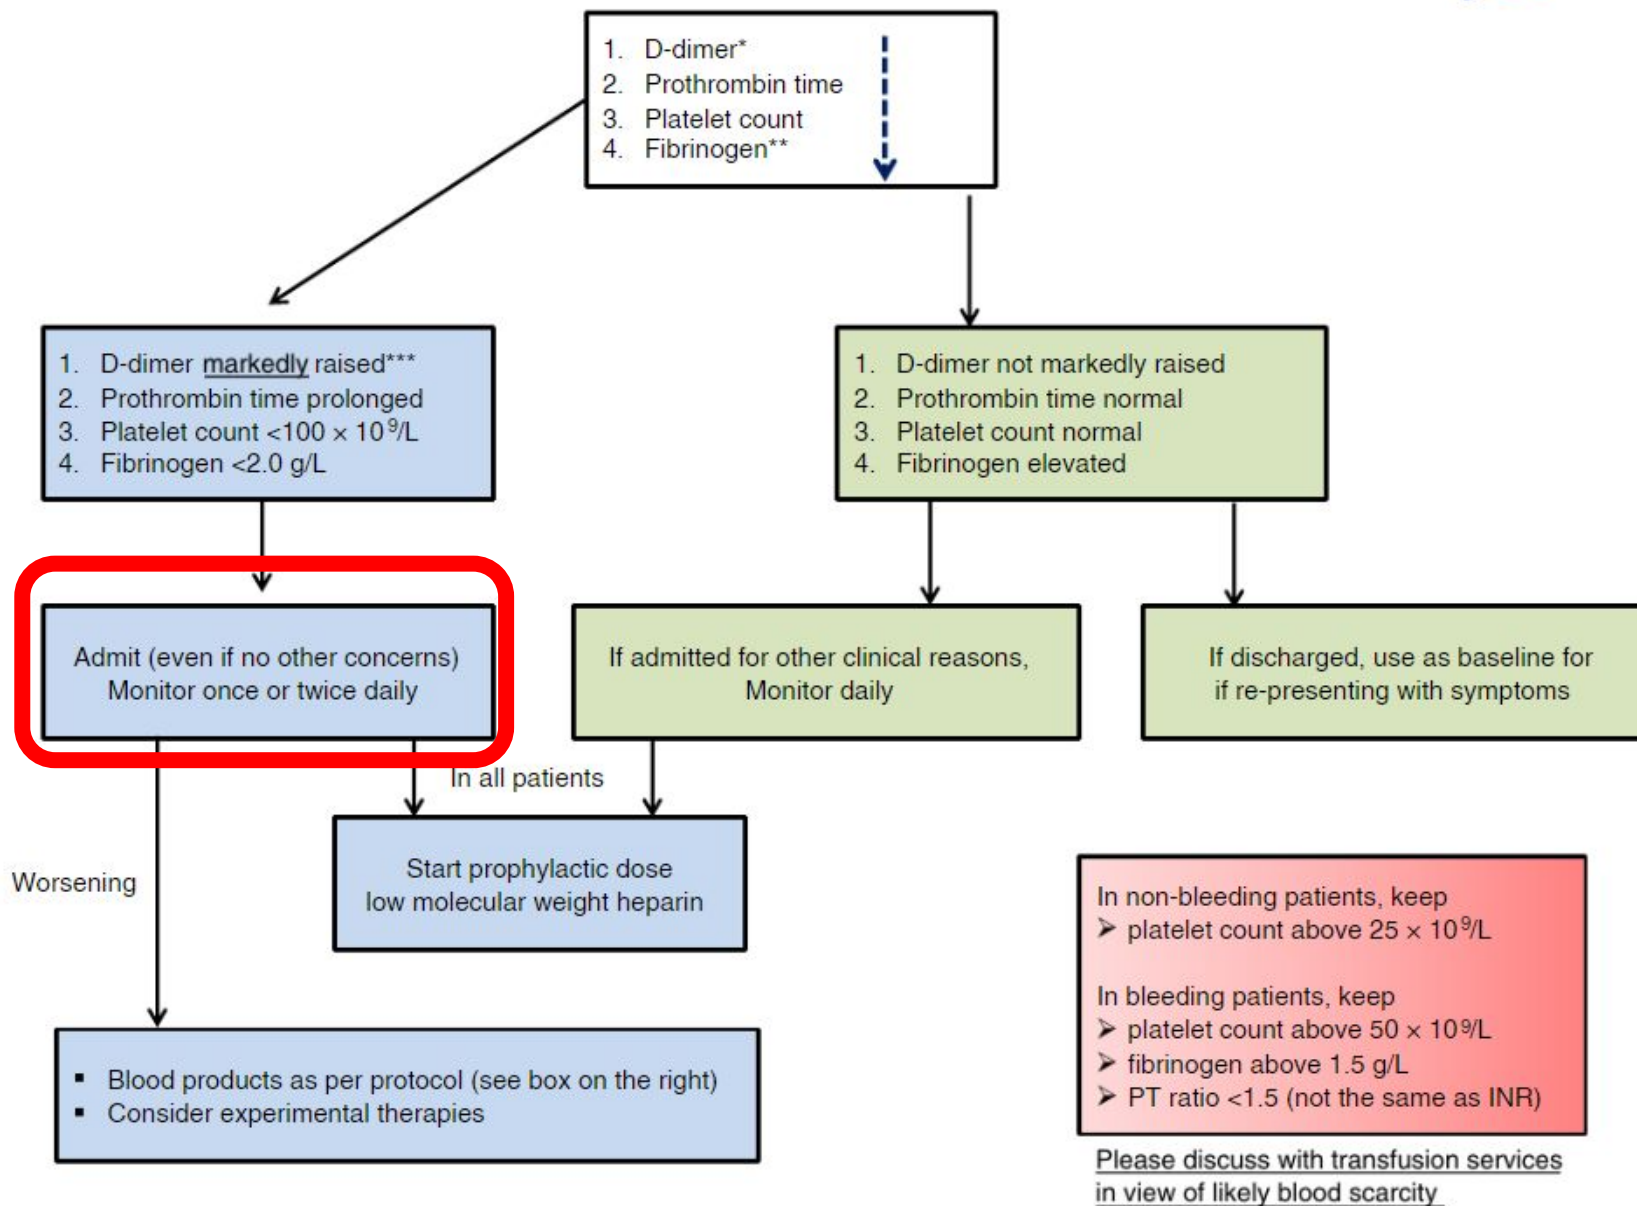 1. D-dimer*
2. Prothrombin time
3. Platelet count
4. Fibrinogen**
1. D-dimer markedly raised***
2. Prothrombin time prolonged
3. Platelet count <100 × 10⁹/L
4. Fibrinogen <2.0 g/L
1. D-dimer not markedly raised
2. Prothrombin time normal
3. Platelet count normal
4. Fibrinogen elevated
Admit (even if no other concerns)
Monitor once or twice daily
If admitted for other clinical reasons,
Monitor daily
If discharged, use as baseline for
if re-presenting with symptoms
In all patients
Worsening
Start prophylactic dose
low molecular weight heparin
▪ Blood products as per protocol (see box on the right)
▪ Consider experimental therapies
In non-bleeding patients, keep
➤ platelet count above 25 × 10⁹/L
In bleeding patients, keep
➤ platelet count above 50 × 10⁹/L
➤ fibrinogen above 1.5 g/L
➤ PT ratio <1.5 (not the same as INR)
Please discuss with transfusion services
in view of likely blood scarcity